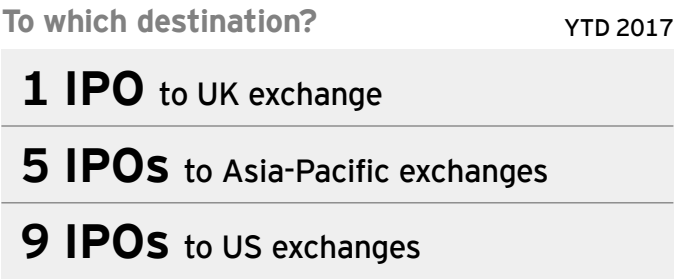 To which destination? YTD 2017
1 IPO to UK exchange
5 IPOs to Asia-Pacific exchanges
9 IPOs to US exchanges